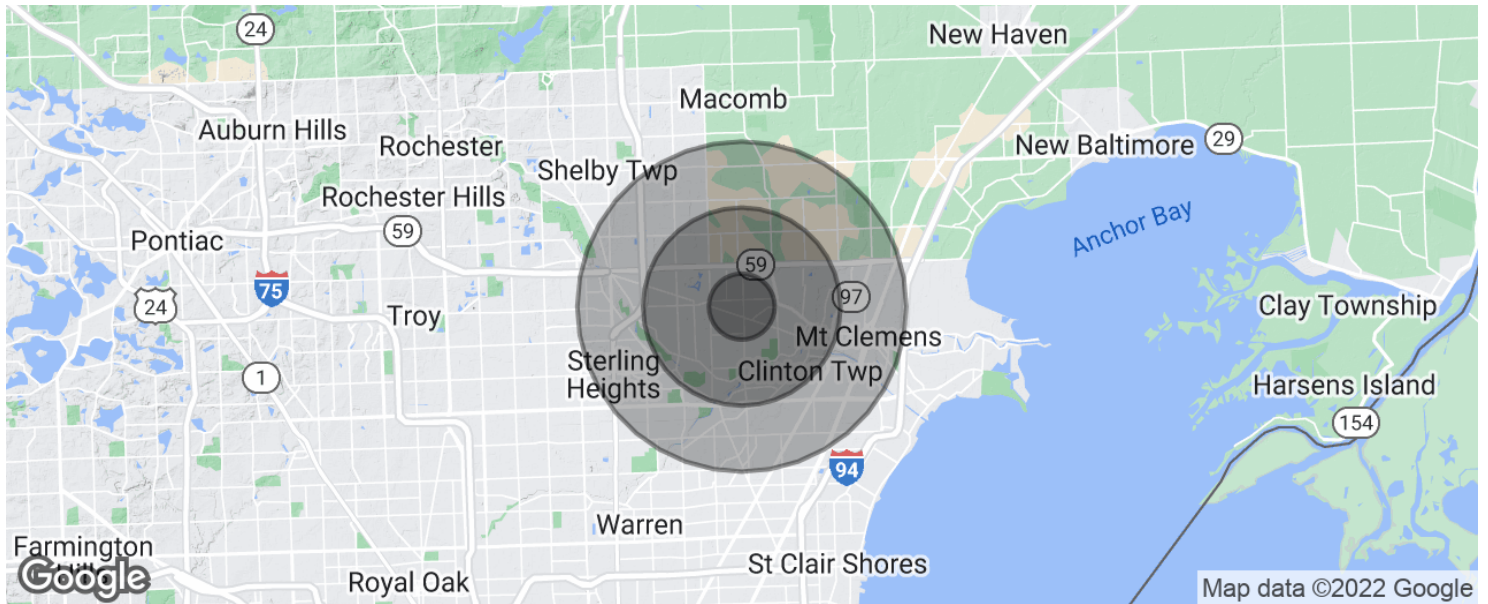 24
New Haven
Macomb
Auburn Hills
Rochester
29
New Baltimore
Shelby Twp
Rochester Hills
59
Pontiac
Anchor Bay
59
75
24
97
Clay Township
Troy
Mt Clemens
Sterling
Heights
Clinton Twp
1
Harsens Island
154
94
Warren
Farmington
Hills
St Clair Shores
Royal Oak
Google
Map data ©2022 Google